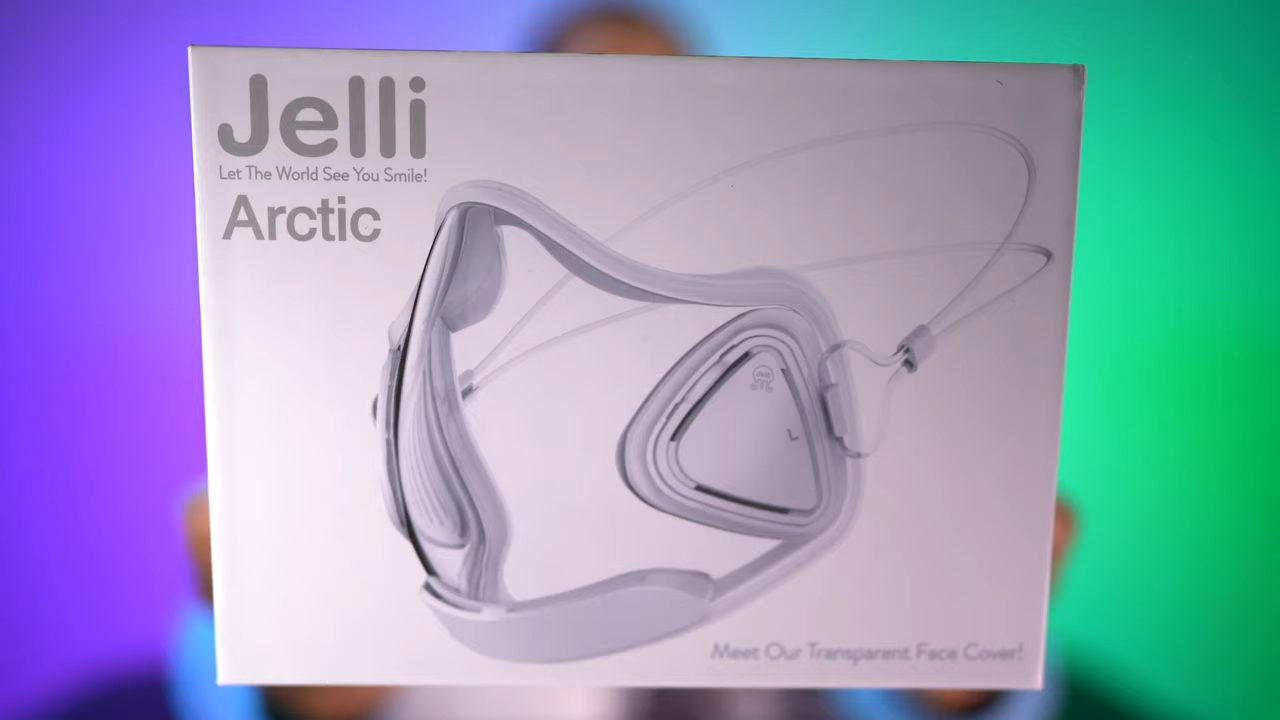 Jelli
Let The World See You Smile!
Arctic
L
Meet Our Transparent Face Cover!